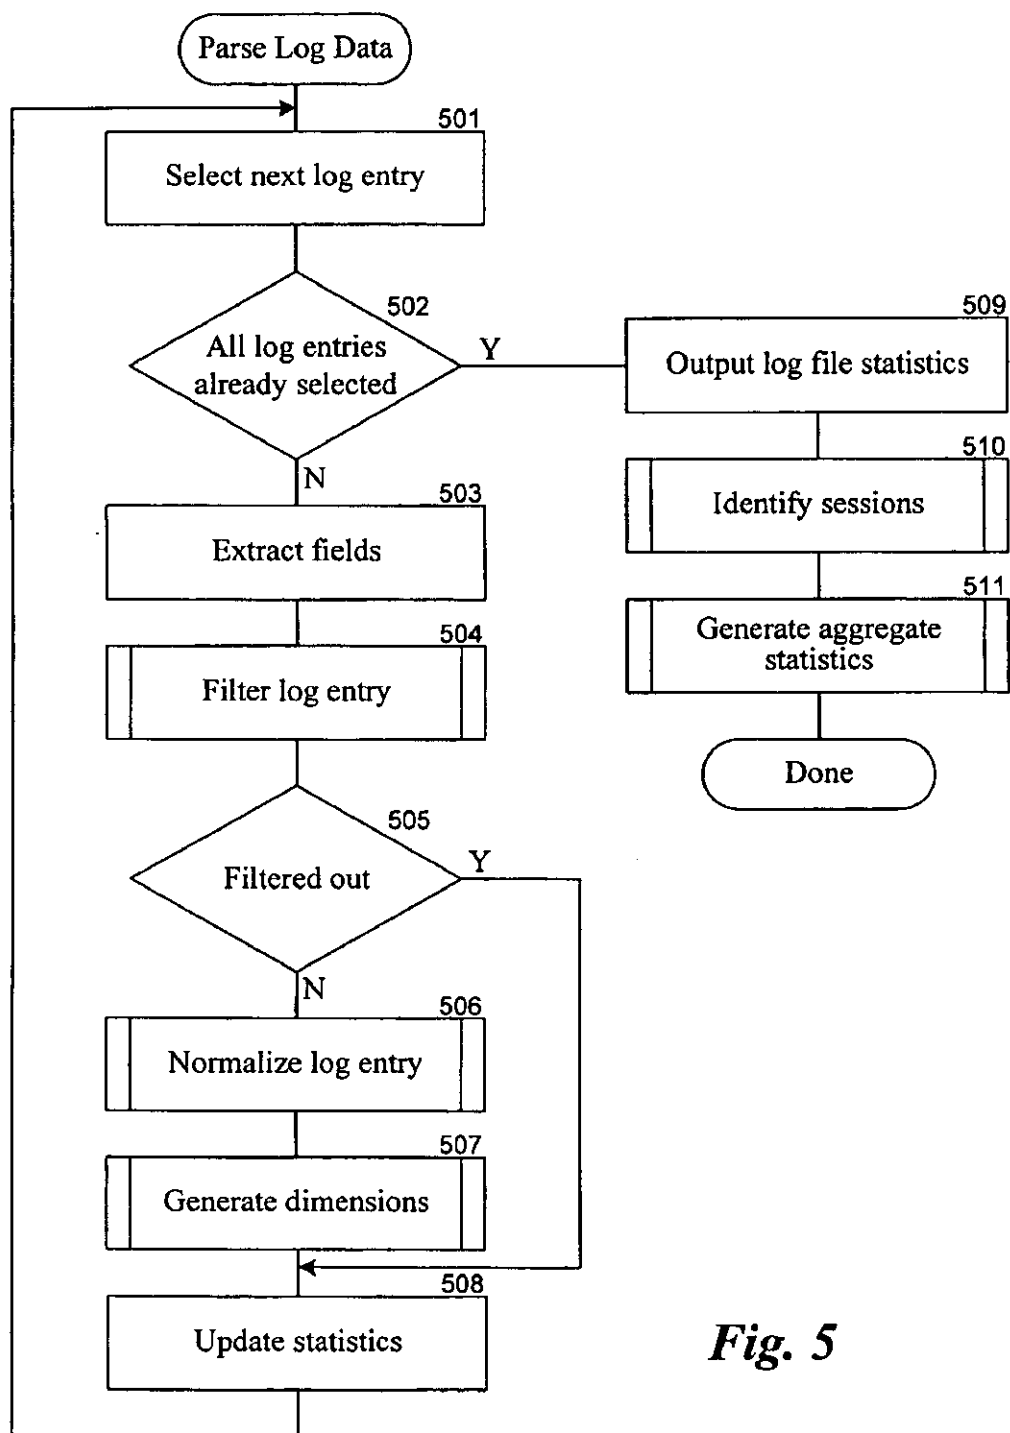 Parse Log Data
501
Select next log entry
502
All log entries
already selected
Y
N
509
Output log file statistics
510
Identify sessions
511
Generate aggregate
statistics
Done
503
Extract fields
504
Filter log entry
505
Filtered out
Y
N
506
Normalize log entry
507
Generate dimensions
508
Update statistics
Fig. 5